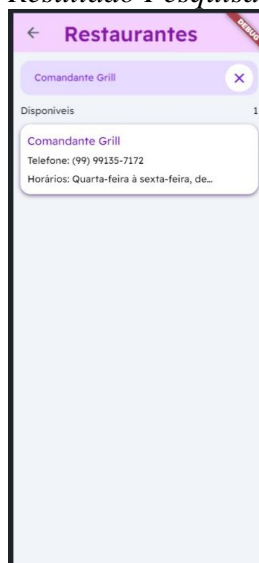 Resultado Pesquisa
Restaurantes
DEBUG
Comandante Grill
Disponíveis 1
Comandante Grill
Telefone: (99) 99135-7172
Horários: Quarta-feira à sexta-feira, de...